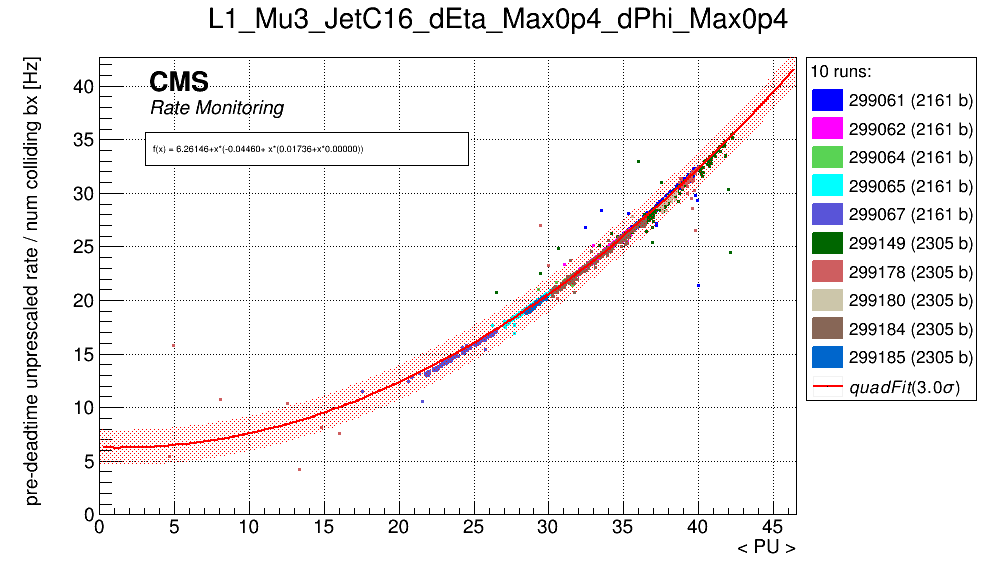 L1_Mu3_JetC16_dEta_Max0p4_dPhi_Max0p4
pre-deadtime unprescaled rate / num colliding bx [Hz]
CMS
Rate Monitoring
f(x) = 6.26146+x*(-0.04460+ x*(0.01736+x*0.00000))
40
35
30
25
20
15
10
5
0
0 5 10 15 20 25 30 35 40 45
< PU >
10 runs:
299061 (2161 b)
299062 (2161 b)
299064 (2161 b)
299065 (2161 b)
299067 (2161 b)
299149 (2305 b)
299178 (2305 b)
299180 (2305 b)
299184 (2305 b)
299185 (2305 b)
quadFit(3.0σ)